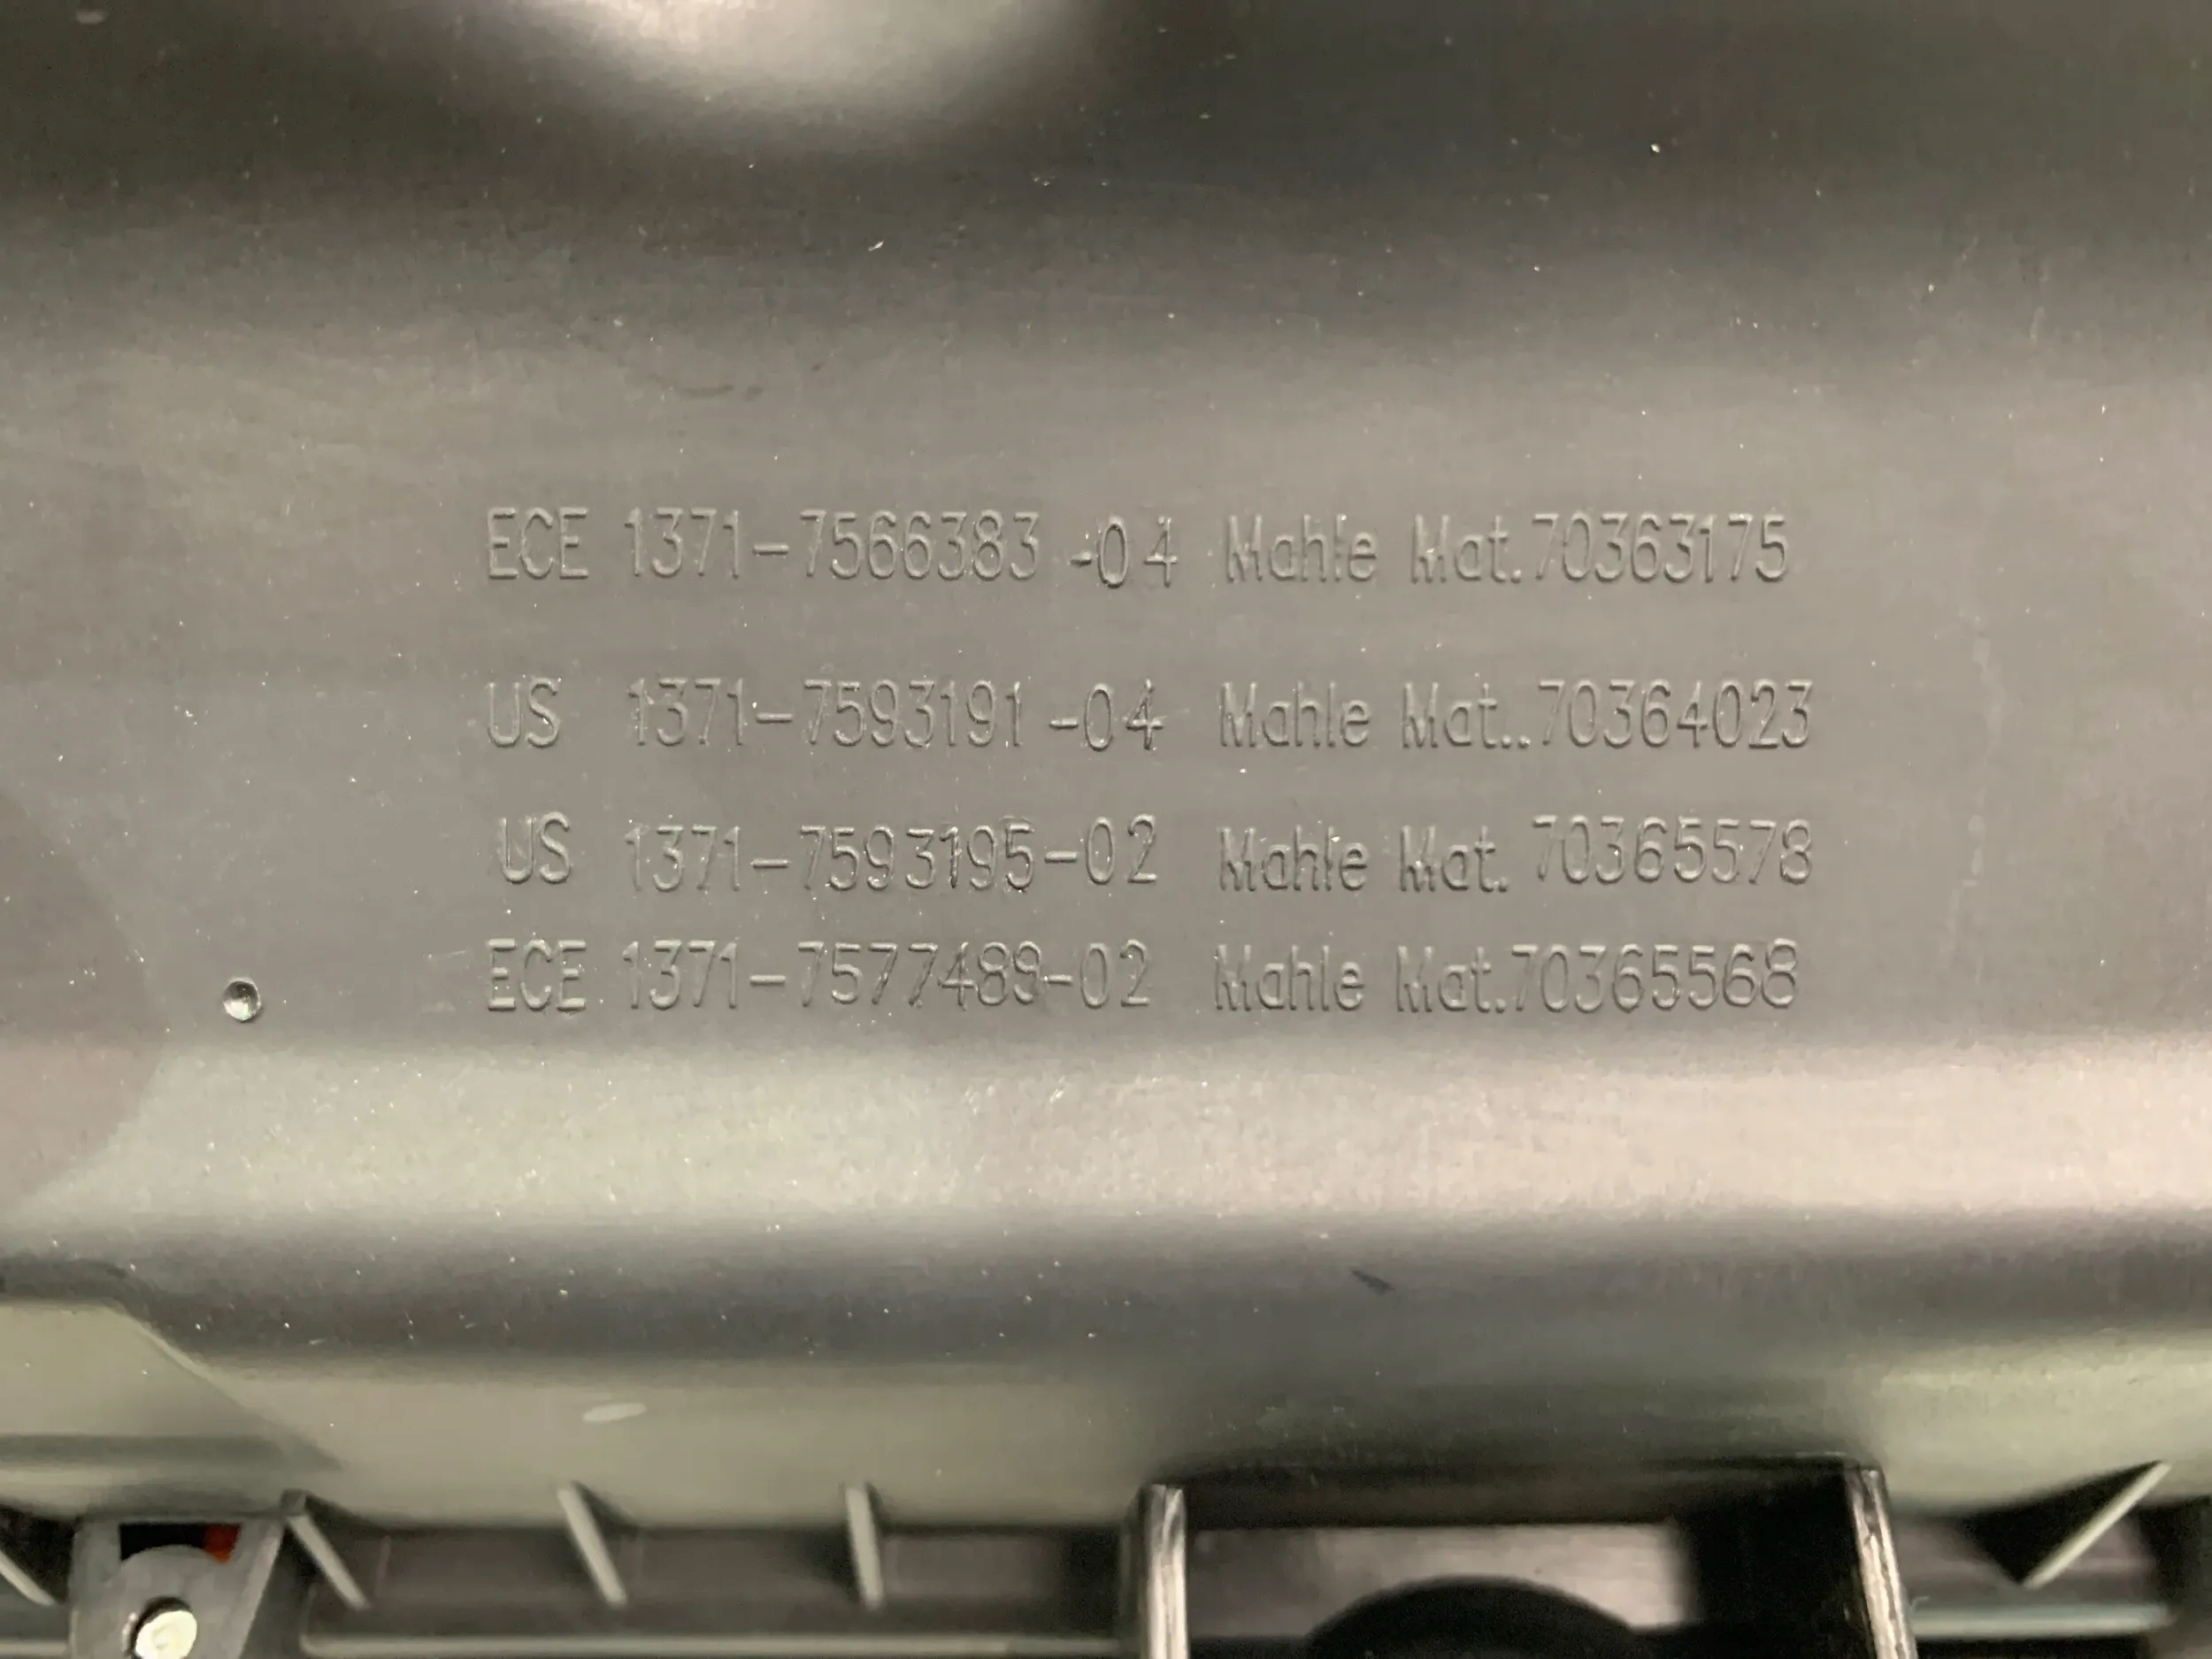 ECE 1371-7566383 -04 Mahle Mat.70363175
US 1371-7593191 -04 Mahle Mat..70364023
US 1371-7593195-02 Mahle Mat. 70365578
ECE 1371-7577489-02 Mahle Mat.70365568